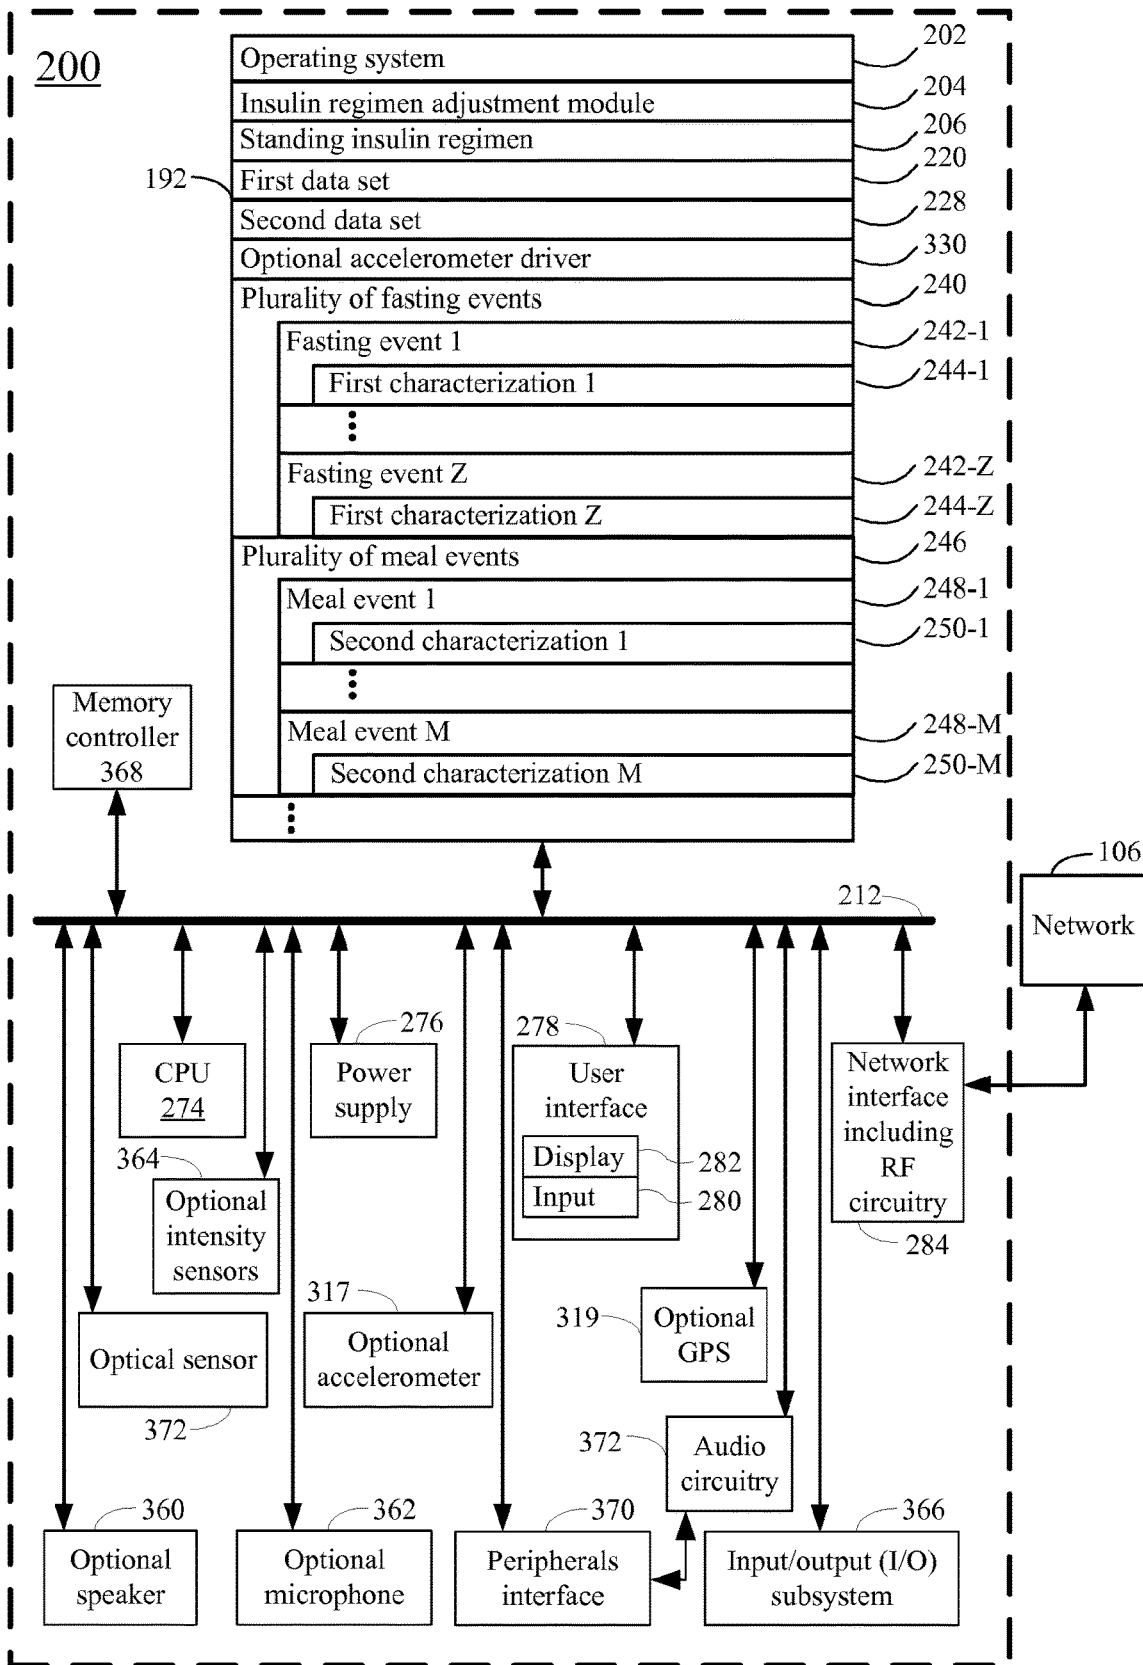 200
Operating system
202
Insulin regimen adjustment module
204
Standing insulin regimen
206
192
First data set
220
Second data set
228
Optional accelerometer driver
330
Plurality of fasting events
240
Fasting event 1
242-1
First characterization 1
244-1
Fasting event Z
242-Z
First characterization Z
244-Z
Plurality of meal events
246
Meal event 1
248-1
Second characterization 1
250-1
Meal event M
248-M
Second characterization M
250-M
Memory
controller
368
106
Network
212
CPU
274
276
Power
supply
278
User
interface
Display
282
Input
280
Network
interface
including
RF
circuitry
284
364
Optional
intensity
sensors
Optical sensor
372
317
Optional
accelerometer
319
Optional
GPS
372
Audio
circuitry
360
Optional
speaker
362
Optional
microphone
370
Peripherals
interface
366
Input/output (I/O)
subsystem